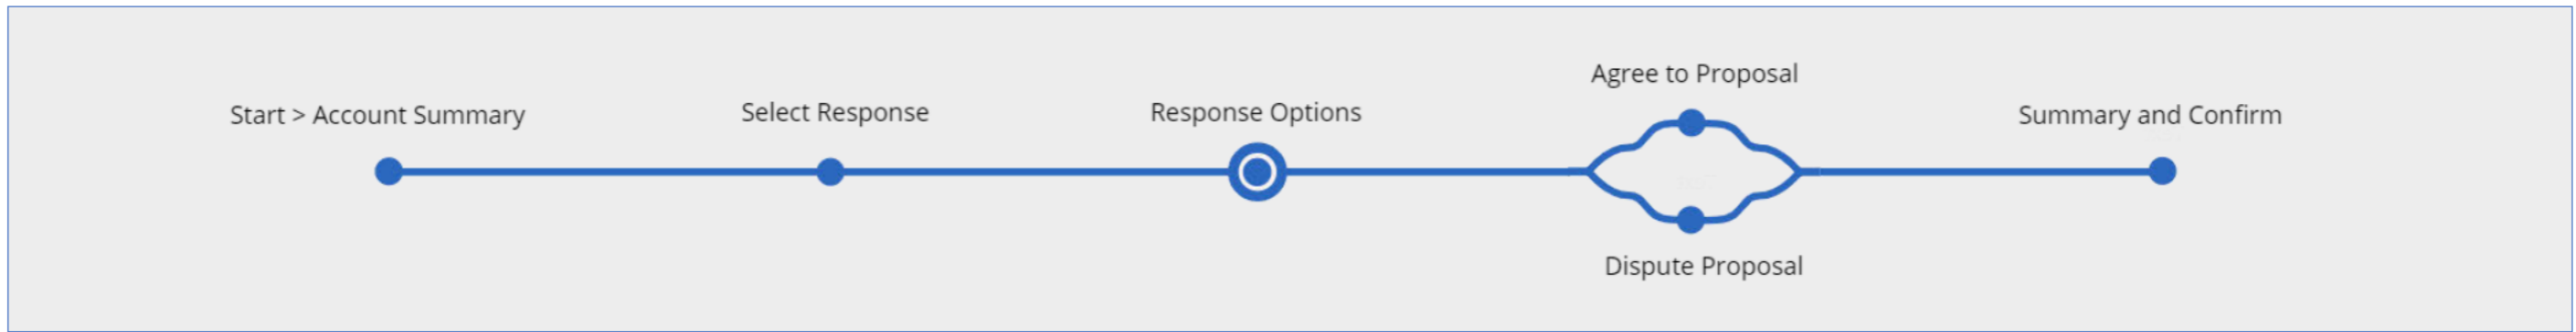 Start > Account Summary
Select Response
Response Options
Agree to Proposal
Dispute Proposal
Summary and Confirm